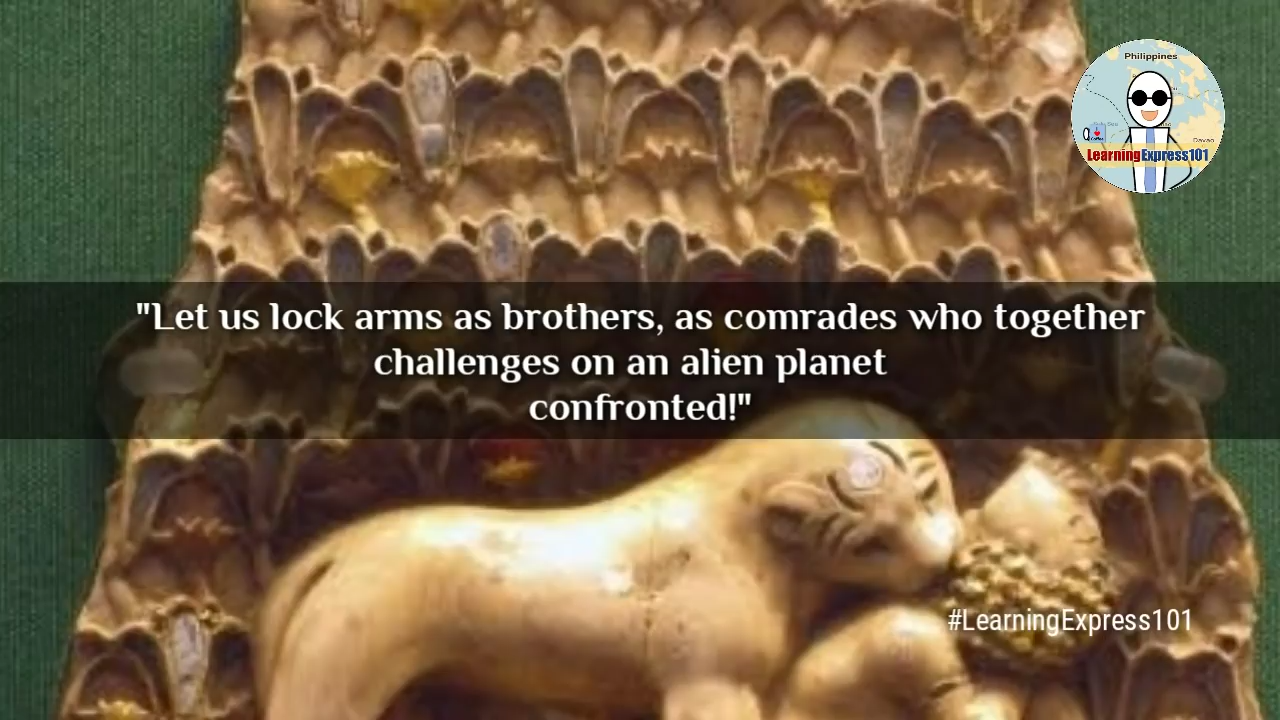 Philippines
Davao
LearningExpress101
"Let us lock arms as brothers, as comrades who together
challenges on an alien planet
confronted!"
#LearningExpress101